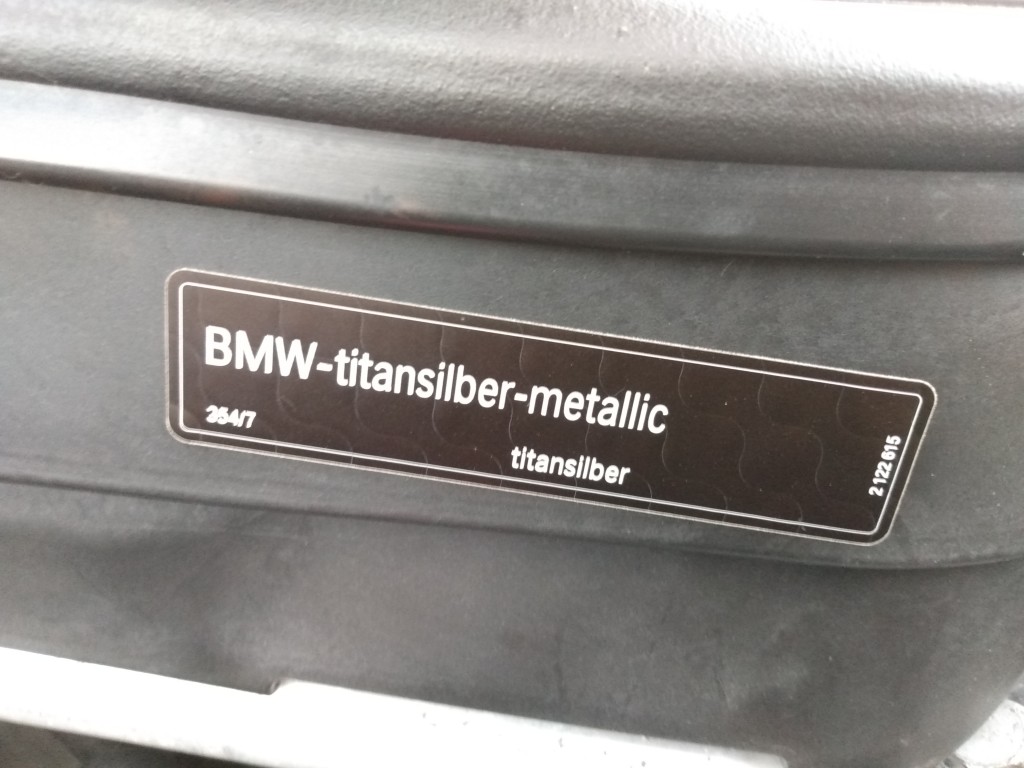 BMW-titansilber-metallic
354/7
titansilber
2 122 615